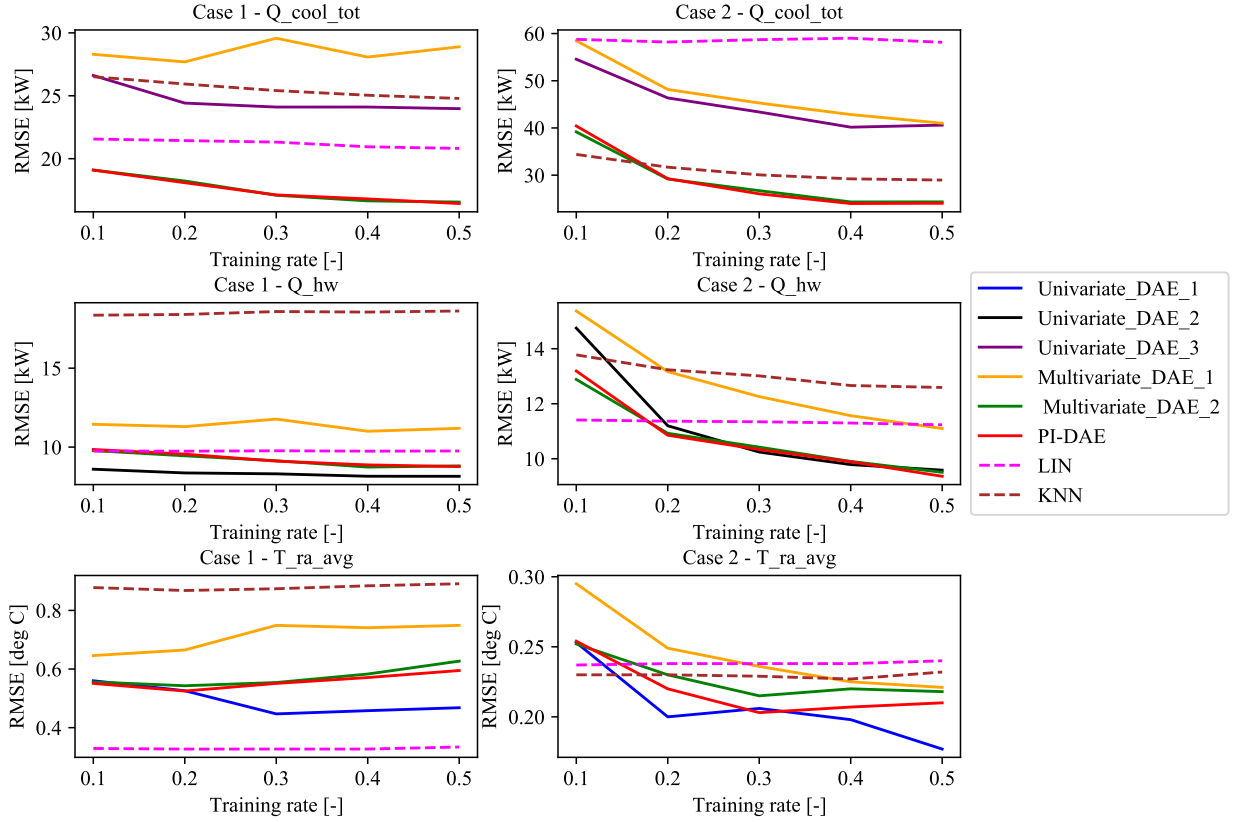 Case 1 - Q_cool_tot
RMSE [kW]
30
25
20
0.1 0.2 0.3 0.4 0.5
Training rate [-]
Case 2 - Q_cool_tot
RMSE [kW]
60
50
40
30
0.1 0.2 0.3 0.4 0.5
Training rate [-]
Case 1 - Q_hw
RMSE [kW]
15
10
0.1 0.2 0.3 0.4 0.5
Training rate [-]
Case 2 - Q_hw
RMSE [kW]
14
12
10
0.1 0.2 0.3 0.4 0.5
Training rate [-]
Univariate_DAE_1
Univariate_DAE_2
Univariate_DAE_3
Multivariate_DAE_1
Multivariate_DAE_2
PI-DAE
LIN
KNN
Case 1 - T_ra_avg
RMSE [deg C]
0.8
0.6
0.4
0.1 0.2 0.3 0.4 0.5
Training rate [-]
Case 2 - T_ra_avg
RMSE [deg C]
0.30
0.25
0.20
0.1 0.2 0.3 0.4 0.5
Training rate [-]